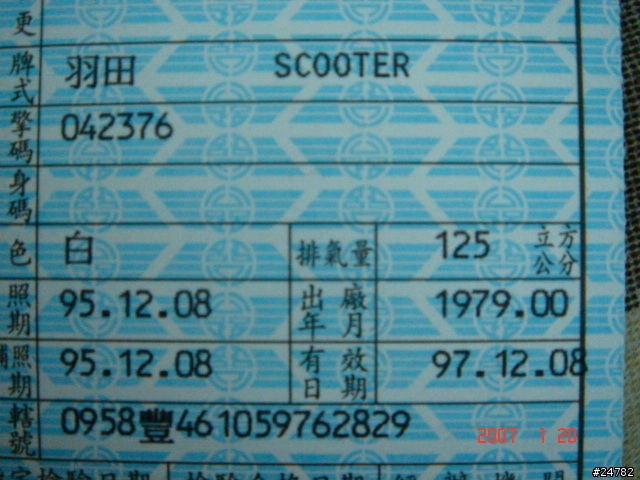 更
牌式 羽田 SCOOTER
擎碼 042376
身碼
色 白 排氣量 125 立方公分
照期 95.12.08 出廠年月 1979.00
補照期 95.12.08 有效日期 97.12.08
轄號 0958豐461059762829
2007 1 20
#24782